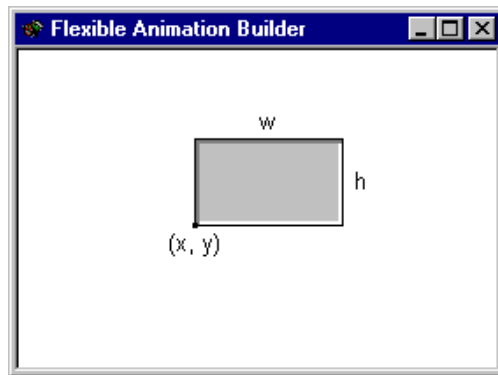 Flexible Animation Builder
w
h
(x, y)